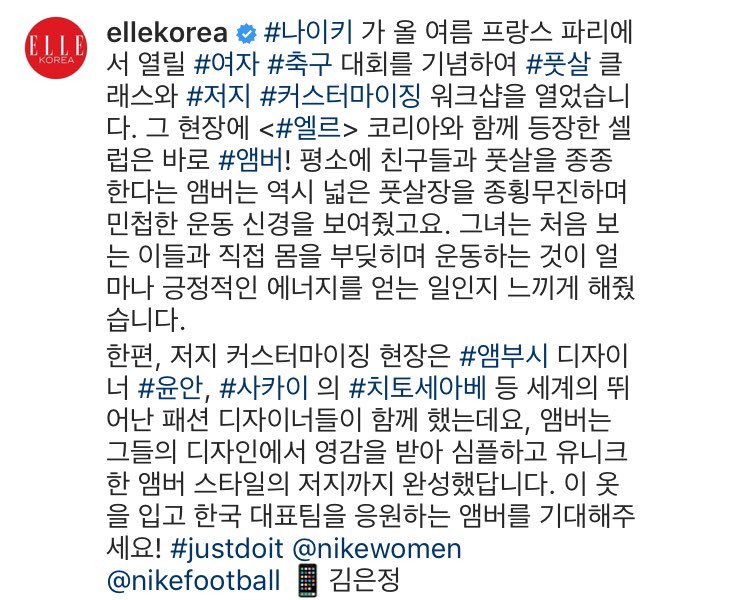 ELLE
KOREA
ellekorea #나이키 가 올 여름 프랑스 파리에
서 열릴 #여자 #축구 대회를 기념하여 #풋살 클
래스와 #저지 #커스터마이징 워크샵을 열었습니
다. 그 현장에 <#엘르> 코리아와 함께 등장한 셀
럽은 바로 #앰버! 평소에 친구들과 풋살을 종종
한다는 앰버는 역시 넓은 풋살장을 종횡무진하며
민첩한 운동 신경을 보여줬고요. 그녀는 처음 보
는 이들과 직접 몸을 부딪히며 운동하는 것이 얼
마나 긍정적인 에너지를 얻는 일인지 느끼게 해줬
습니다.
한편, 저지 커스터마이징 현장은 #앰부시 디자이
너 #윤안, #사카이 의 #치토세아베 등 세계의 뛰
어난 패션 디자이너들이 함께 했는데요, 앰버는
그들의 디자인에서 영감을 받아 심플하고 유니크
한 앰버 스타일의 저지까지 완성했답니다. 이 옷
을 입고 한국 대표팀을 응원하는 앰버를 기대해주
세요! #justdoit @nikewomen
@nikefootball 📱 김은정